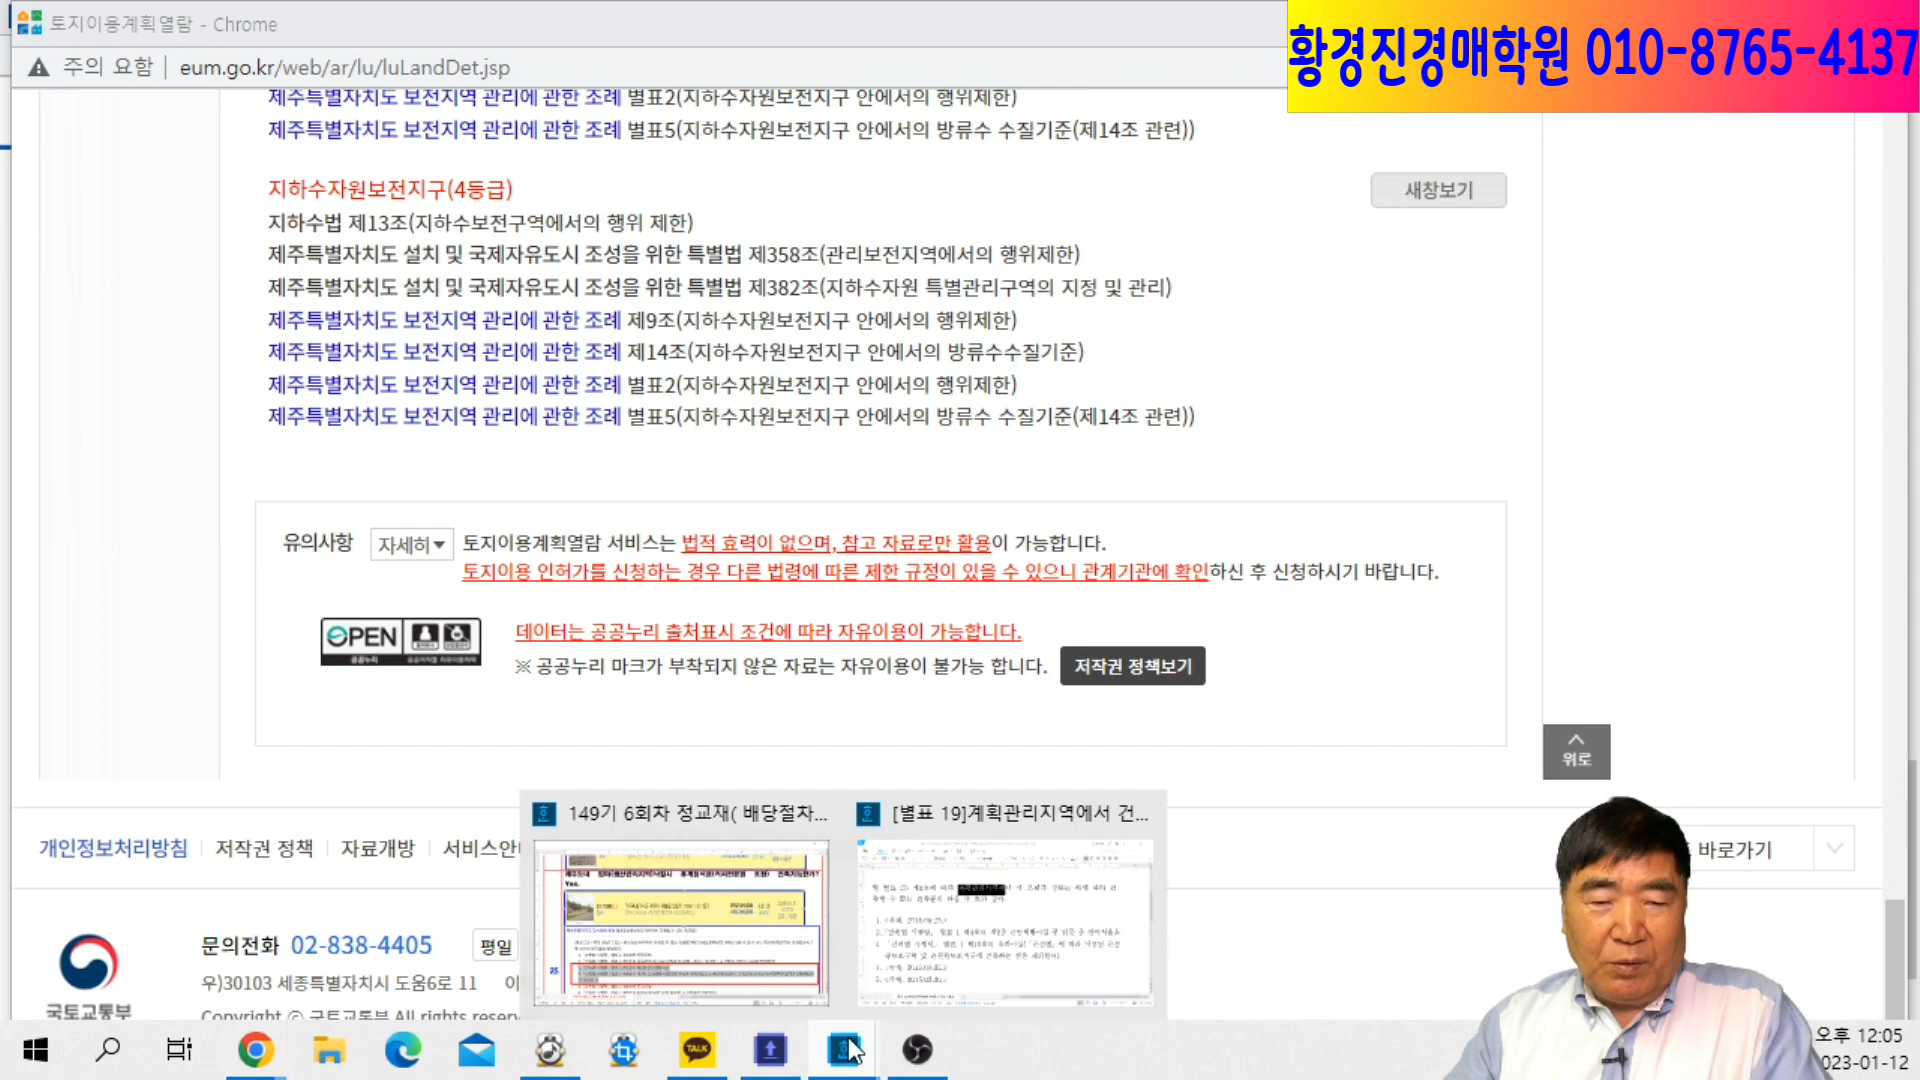 토지이용계획열람 - Chrome
황경진경매학원 010-8765-4137
주의 요함 | eum.go.kr/web/ar/lu/luLandDet.jsp
제주특별자치도 보전지역 관리에 관한 조례 별표2(지하수자원보전지구 안에서의 행위제한)
제주특별자치도 보전지역 관리에 관한 조례 별표5(지하수자원보전지구 안에서의 방류수 수질기준(제14조 관련))
지하수자원보전지구(4등급)
새창보기
지하수법 제13조(지하수보전구역에서의 행위 제한)
제주특별자치도 설치 및 국제자유도시 조성을 위한 특별법 제358조(관리보전지역에서의 행위제한)
제주특별자치도 설치 및 국제자유도시 조성을 위한 특별법 제382조(지하수자원 특별관리구역의 지정 및 관리)
제주특별자치도 보전지역 관리에 관한 조례 제9조(지하수자원보전지구 안에서의 행위제한)
제주특별자치도 보전지역 관리에 관한 조례 제14조(지하수자원보전지구 안에서의 방류수수질기준)
제주특별자치도 보전지역 관리에 관한 조례 별표2(지하수자원보전지구 안에서의 행위제한)
제주특별자치도 보전지역 관리에 관한 조례 별표5(지하수자원보전지구 안에서의 방류수 수질기준(제14조 관련))
유의사항 자세히▼ 토지이용계획열람 서비스는 법적 효력이 없으며, 참고 자료로만 활용이 가능합니다.
토지이용 인허가를 신청하는 경우 다른 법령에 따른 제한 규정이 있을 수 있으니 관계기관에 확인하신 후 신청하시기 바랍니다.
OPEN
공공누리
데이터는 공공누리 출처표시 조건에 따라 자유이용이 가능합니다.
※ 공공누리 마크가 부착되지 않은 자료는 자유이용이 불가능 합니다. 저작권 정책보기
위로
149기 6회차 정교재( 배당절차...
[별표 19]계획관리지역에서 건...
개인정보처리방침 저작권 정책 자료개방 서비스안
바로가기
Yes.
25
문의전화 02-838-4405 평일
우)30103 세종특별자치시 도움6로 11 이
국토교통부
Copyright ⓒ 국토교통부 All rights reserv
TALK
오후 12:05
023-01-12